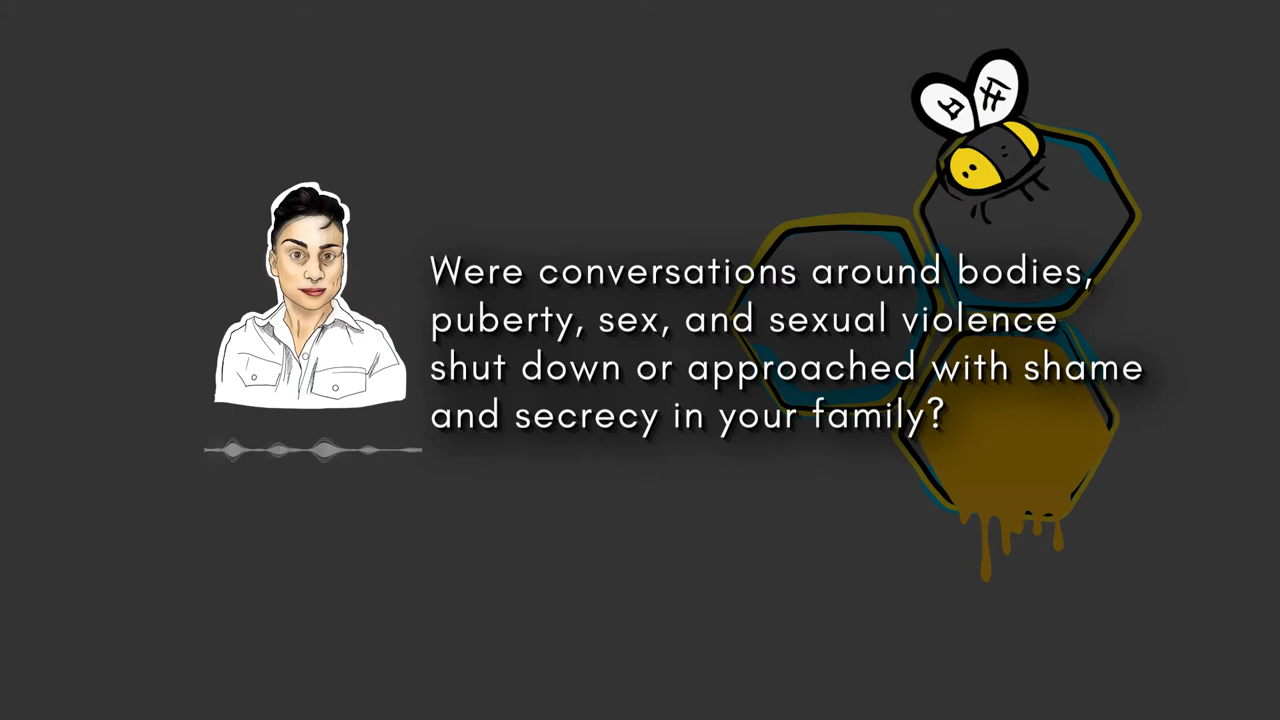 Were conversations around bodies,
puberty, sex, and sexual violence
shut down or approached with shame
and secrecy in your family?